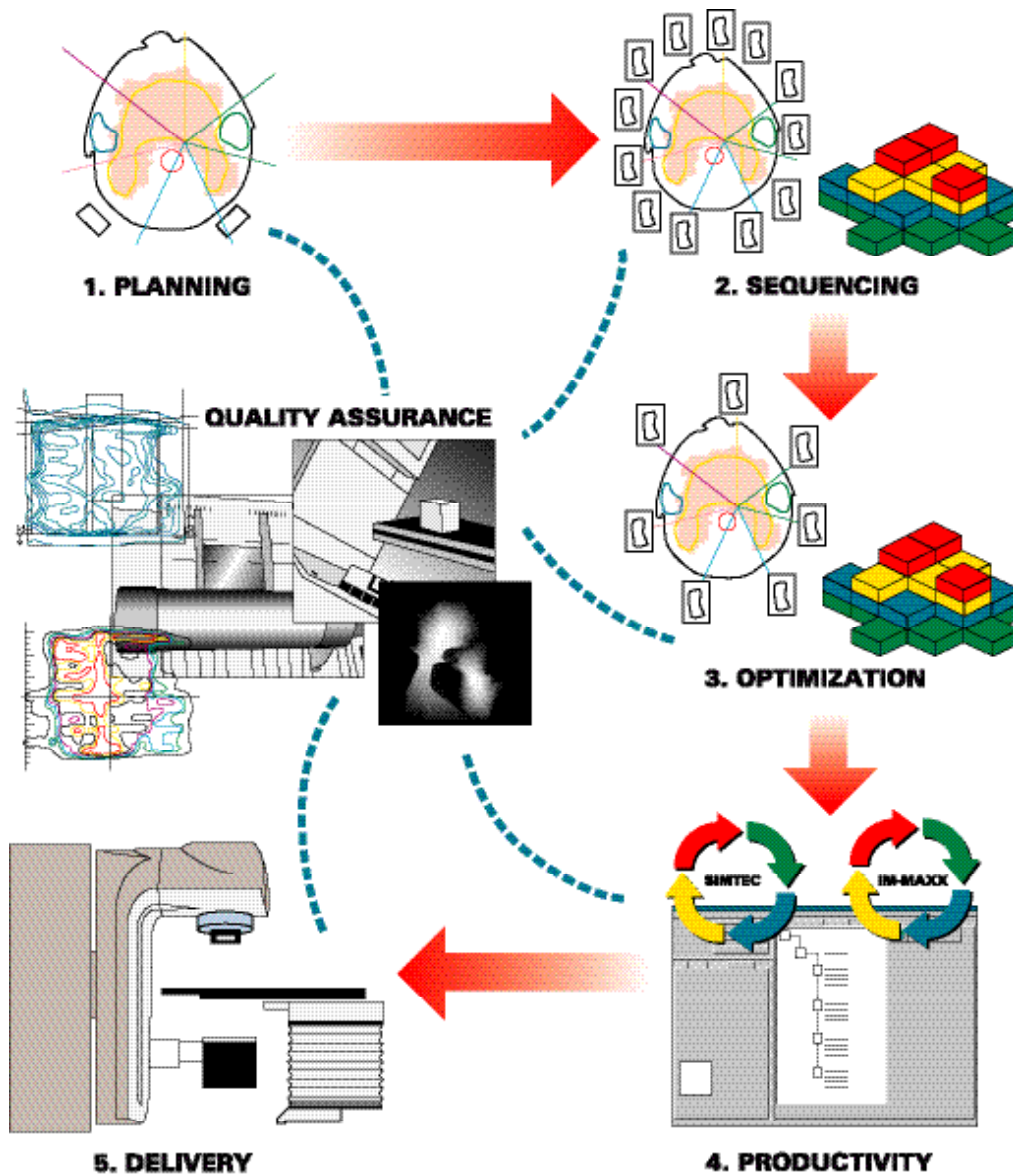 1. PLANNING
2. SEQUENCING
QUALITY ASSURANCE
3. OPTIMIZATION
SIMTEC
IM-MAXX
5. DELIVERY
4. PRODUCTIVITY